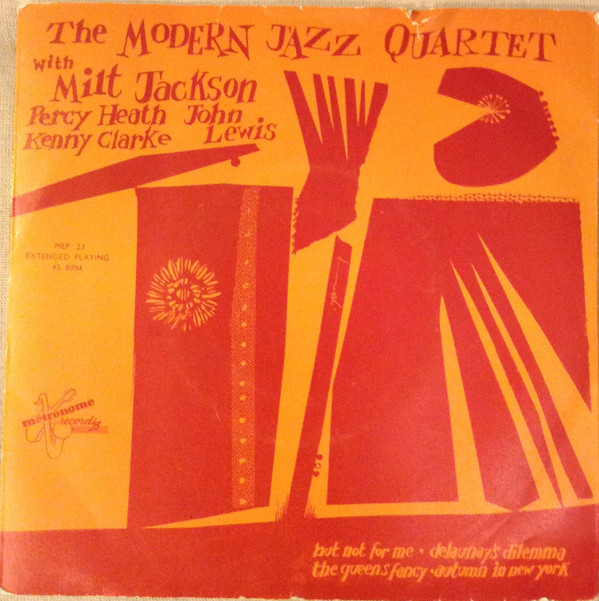 The MODERN JAZZ QUARTET
with
Milt Jackson
Percy Heath John
Kenny Clarke Lewis
MEP 23
EXTENDED PLAYING
45 RPM
metronome
records
but not for me • delaunay's dilemma
the queens fancy • autumn in new york